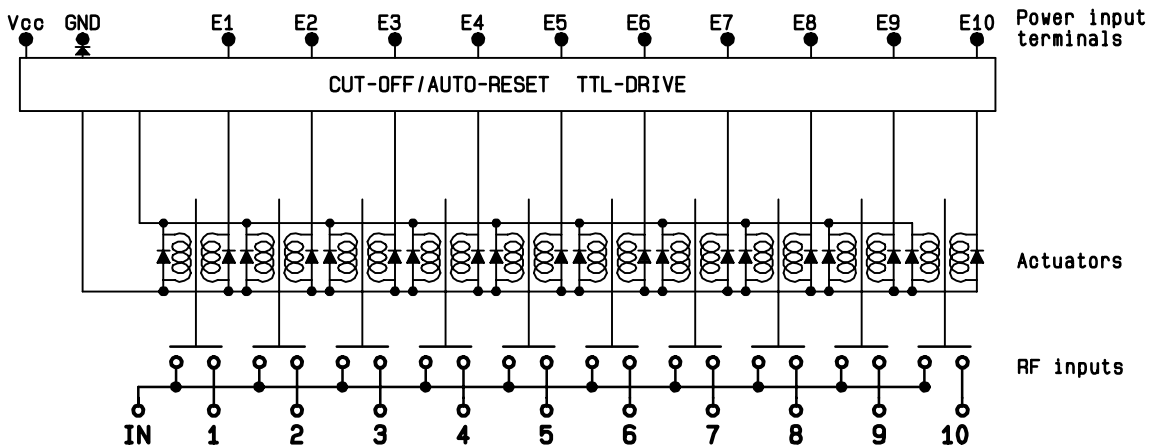 Vcc GND E1 E2 E3 E4 E5 E6 E7 E8 E9 E10 Power input
terminals
CUT-OFF/AUTO-RESET TTL-DRIVE
Actuators
RF inputs
IN 1 2 3 4 5 6 7 8 9 10